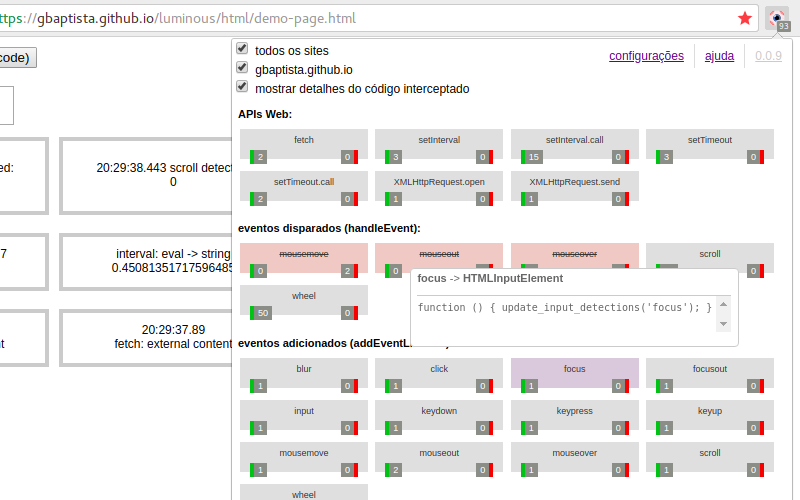 ttps://gbaptista.github.io/luminous/html/demo-page.html
93
code)
todos os sites
gbaptista.github.io
mostrar detalhes do código interceptado
configurações
ajuda
0.0.9
APIs Web:
fetch
2 0
setInterval
3 0
setInterval.call
15 0
setTimeout
3 0
setTimeout.call
2 0
XMLHttpRequest.open
1 0
XMLHttpRequest.send
1 0
ed:
20:29:38.443 scroll detect
0
7
interval: eval -> string
0.4508135171759648
t
20:29:37.89
fetch: external content
eventos disparados (handleEvent):
mousemove
0 2
mouseout
0
mouseover
scroll
wheel
50 0
focus -> HTMLInputElement
function () { update_input_detections('focus'); }
eventos adicionados (addEventL
blur
1 0
click
1 0
focus
1 0
focusout
1 0
input
1 0
keydown
1 0
keypress
1 0
keyup
1 0
mousemove
1 0
mouseout
2 0
mouseover
1 0
scroll
1 0
wheel